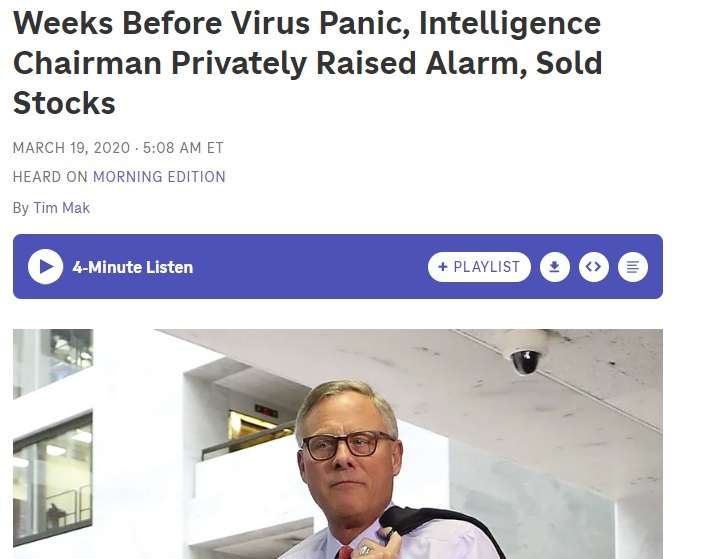 Weeks Before Virus Panic, Intelligence
Chairman Privately Raised Alarm, Sold
Stocks
MARCH 19, 2020 · 5:08 AM ET
HEARD ON MORNING EDITION
By Tim Mak
4-Minute Listen
+ PLAYLIST